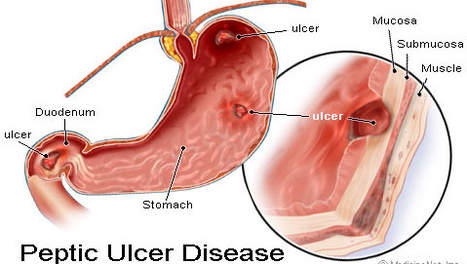 ulcer
Mucosa
Submucosa
Muscle
Duodenum
ulcer
ulcer
Stomach
Peptic Ulcer Disease